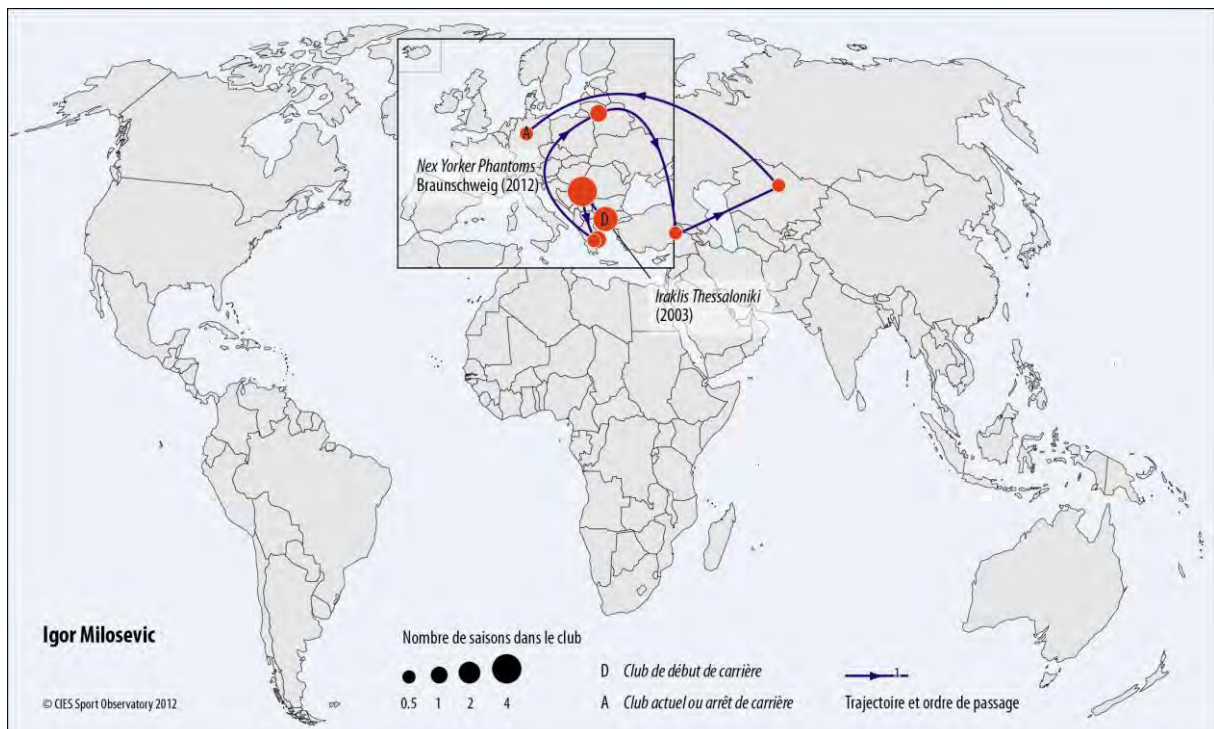 A
Nex Yorker Phantoms
Braunschweig (2012)
D
Iraklis Thessaloniki
(2003)
Igor Milosevic
© CIES Sport Observatory 2012
Nombre de saisons dans le club
0.5 1 2 4
D Club de début de carrière
A Club actuel ou arrêt de carrière
1
Trajectoire et ordre de passage